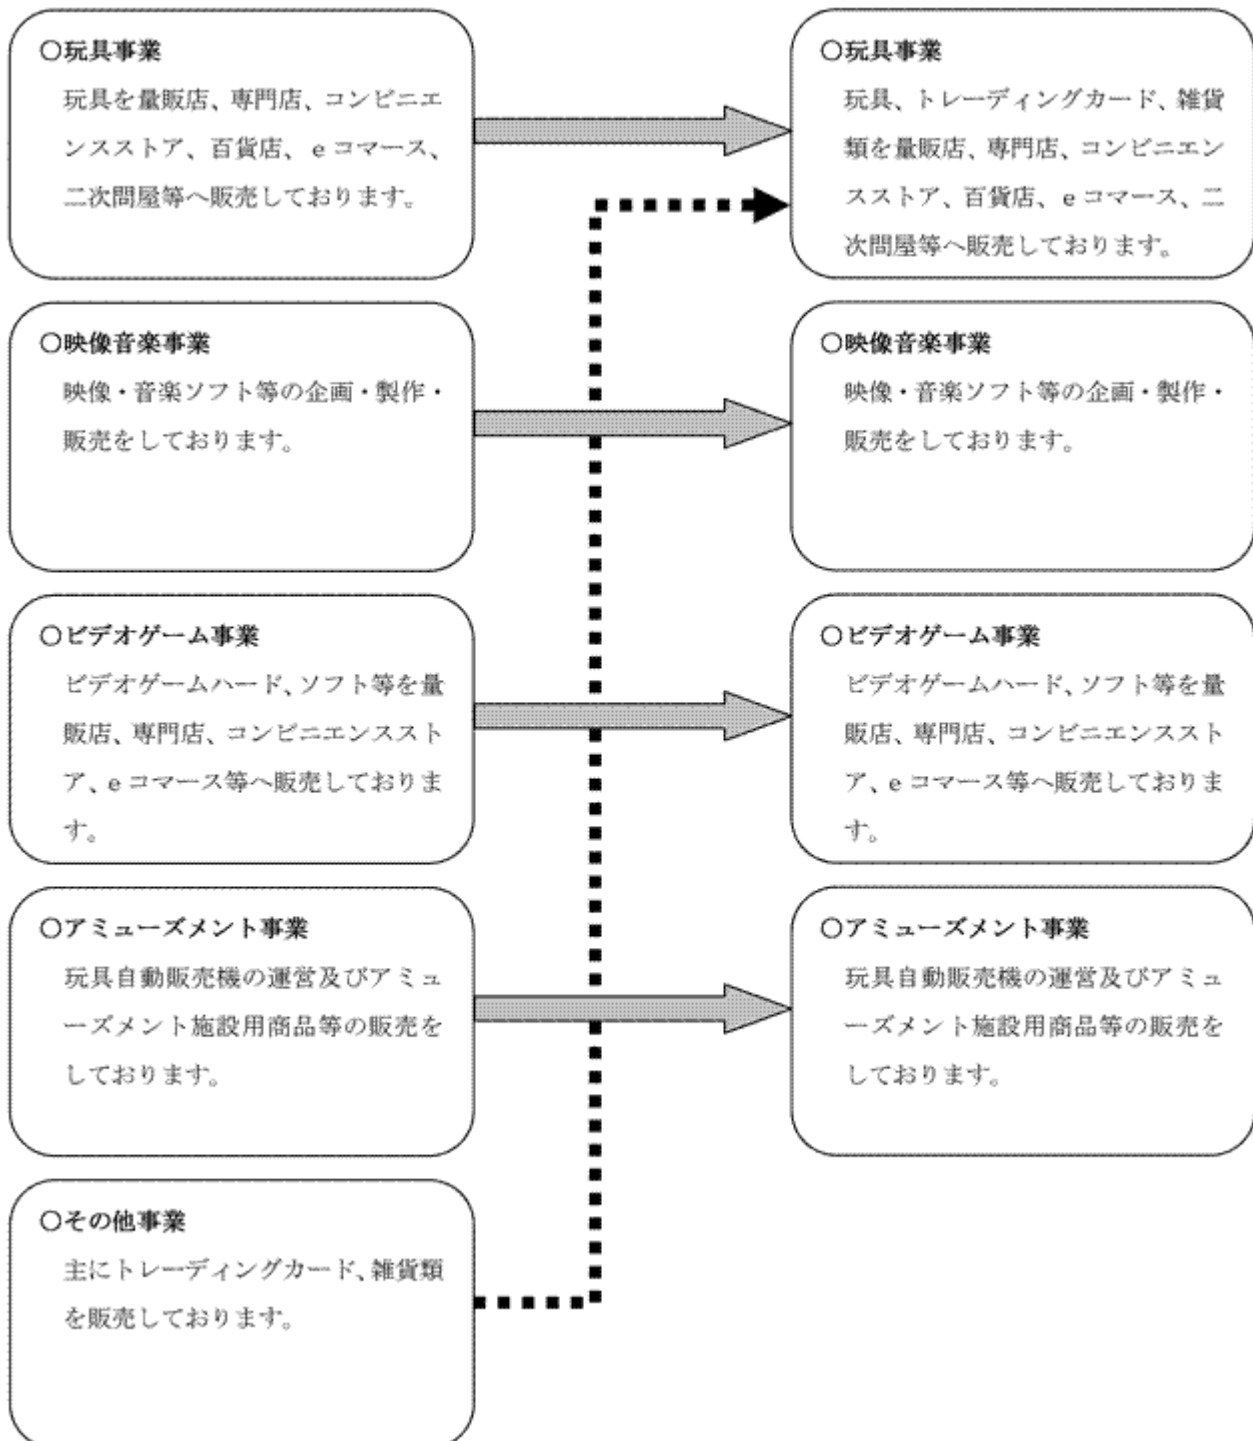 ○玩具事業
玩具を量販店、専門店、コンビニエ
ンスストア、百貨店、eコマース、
二次問屋等へ販売しております。
○玩具事業
玩具、トレーディングカード、雑貨
類を量販店、専門店、コンビニエン
スストア、百貨店、eコマース、二
次問屋等へ販売しております。
○映像音楽事業
映像・音楽ソフト等の企画・製作・
販売をしております。
○映像音楽事業
映像・音楽ソフト等の企画・製作・
販売をしております。
○ビデオゲーム事業
ビデオゲームハード、ソフト等を量
販店、専門店、コンビニエンススト
ア、eコマース等へ販売しておりま
す。
○ビデオゲーム事業
ビデオゲームハード、ソフト等を量
販店、専門店、コンビニエンススト
ア、eコマース等へ販売しておりま
す。
○アミューズメント事業
玩具自動販売機の運営及びアミュ
ーズメント施設用商品等の販売を
しております。
○アミューズメント事業
玩具自動販売機の運営及びアミュ
ーズメント施設用商品等の販売を
しております。
○その他事業
主にトレーディングカード、雑貨類
を販売しております。